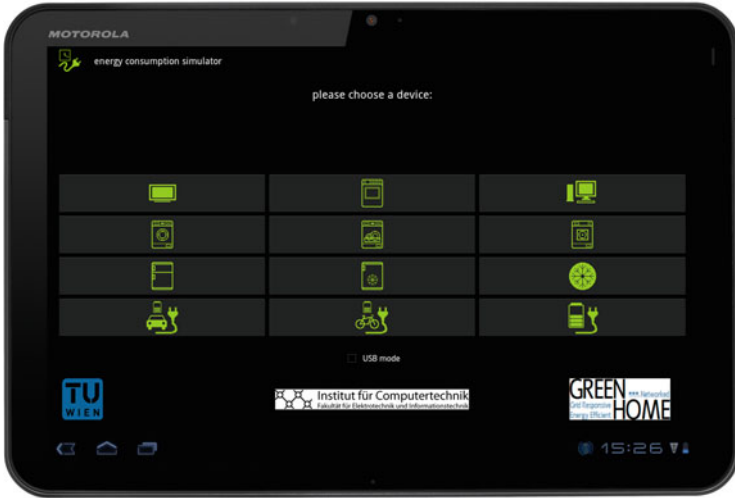 MOTOROLA
energy consumption simulator
please choose a device:
USB mode
TU
WIEN
Institut für Computertechnik
Fakultät für Elektrotechnik und Informationstechnik
GREEN ... Networked
Grid Responsive
Energy Efficient HOME
15:26